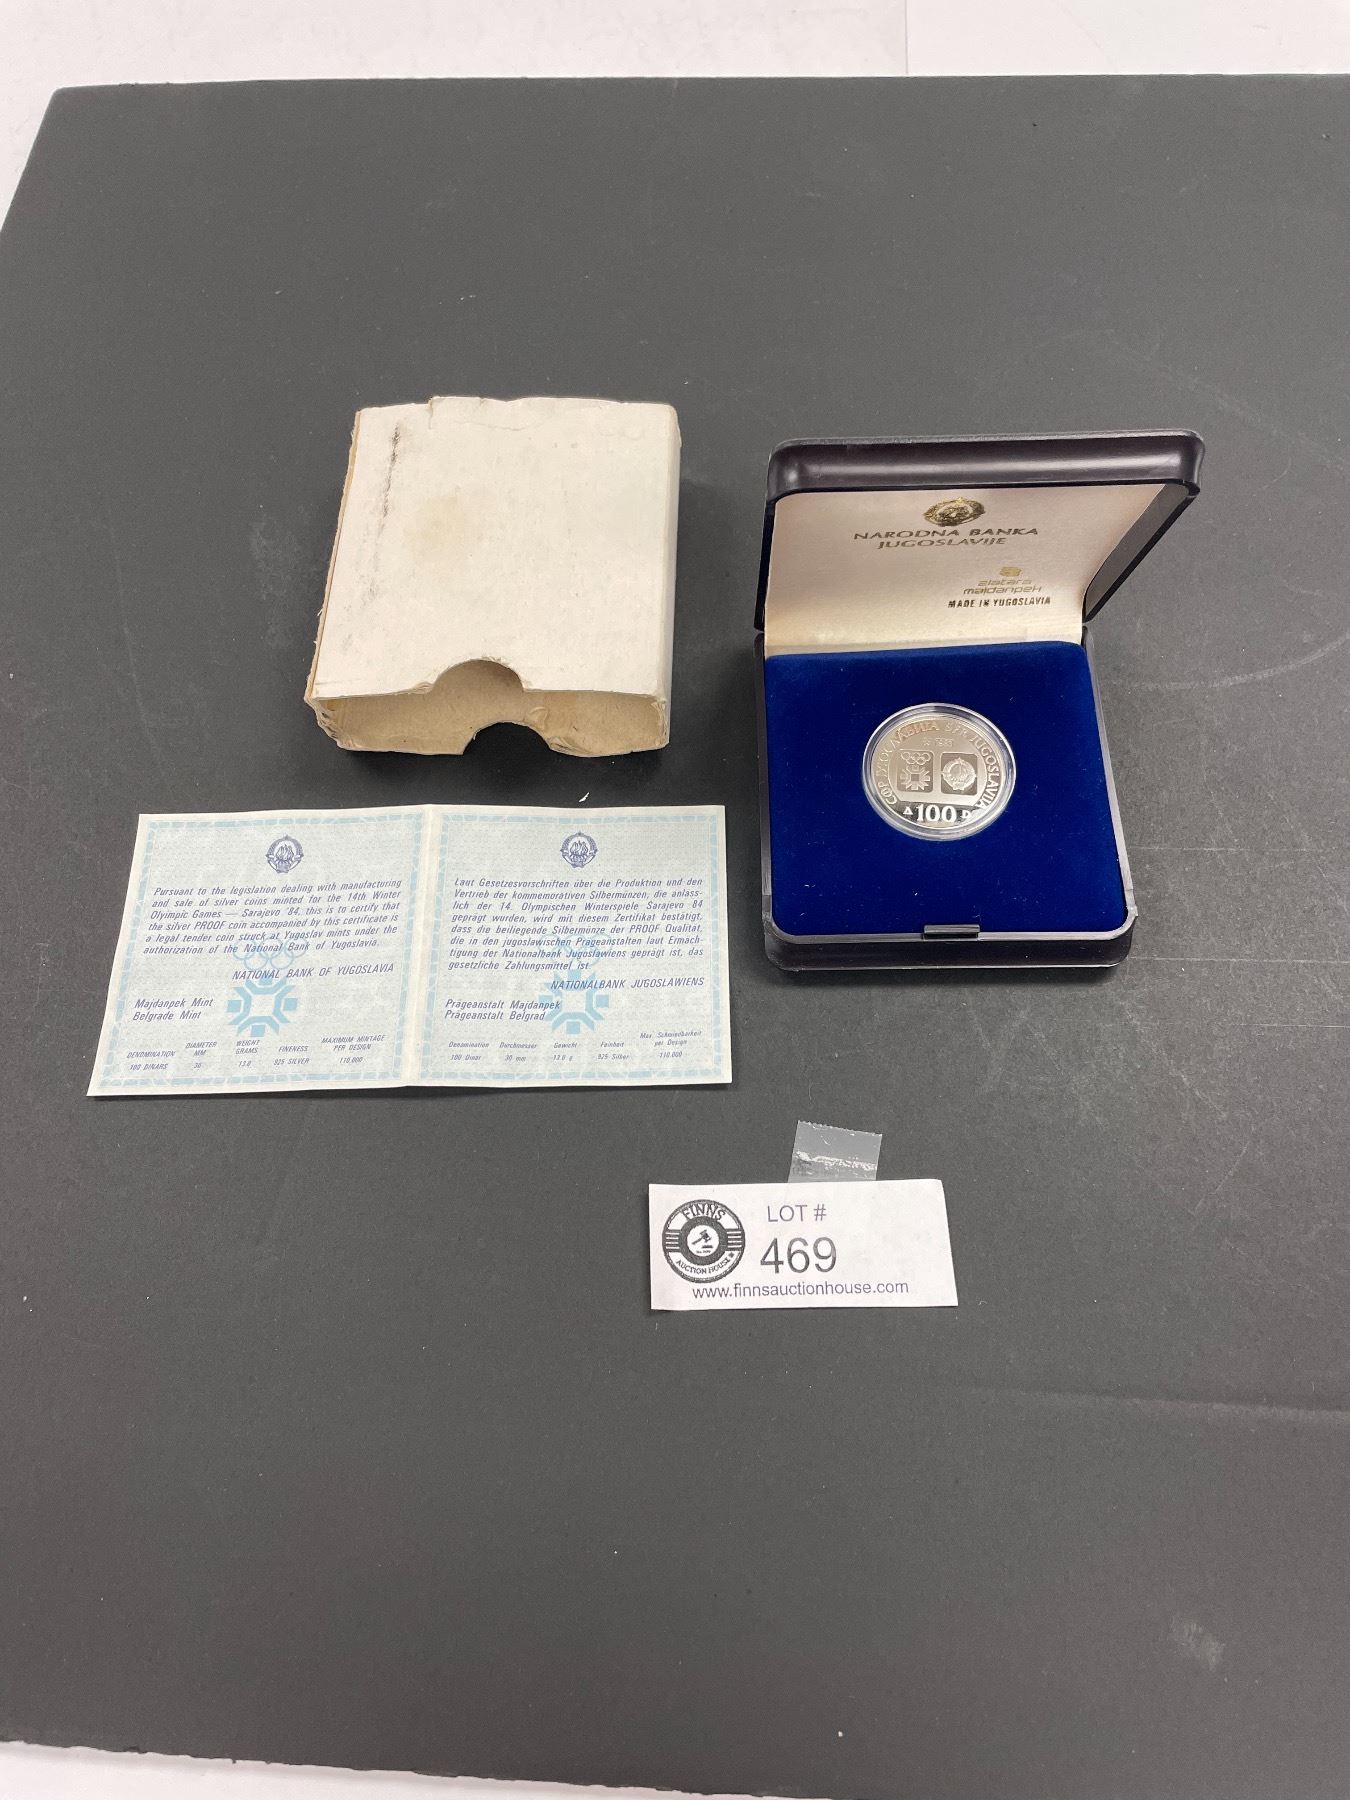 NARODNA BANKA
JUGOSLAVIJE
zlatara
majdanpek
MADE IN YUGOSLAVIA
СФР ЈУГОСЛАВИЈА SFR JUGOSLAVIJA
1983
Д 100 D
Pursuant to the legislation dealing with manufacturing
and sale of silver coins minted for the 14th Winter
Olympic Games — Sarajevo '84, this is to certify that
the silver PROOF coin accompanied by this certificate is
a legal tender coin struck at Yugoslav mints under the
authorization of the National Bank of Yugoslavia.
NATIONAL BANK OF YUGOSLAVIA
Majdanpek Mint
Belgrade Mint
DENOMINATION DIAMETER MM WEIGHT GRAMS FINENESS MAXIMUM MINTAGE PER DESIGN
100 DINARS 30 13.0 925 SILVER 110.000
Laut Gesetzesvorschriften über die Produktion und den
Vertrieb der kommemorativen Silbermünzen, die anlass-
lich der 14. Olympischen Winterspiele Sarajevo 84
geprägt wurden, wird mit diesem Zertifikat bestätigt,
dass die beiliegende Silbermünze der PROOF Qualität,
die in den jugoslawischen Prägeanstalten laut Ermach-
tigung der Nationalbank Jugoslawiens geprägt ist, das
gesetzliche Zahlungsmittel ist.
NATIONALBANK JUGOSLAWIENS
Prägeanstalt Majdanpek
Prägeanstalt Belgrad
Denomination Durchmesser Gewicht Feinheit Max. Schmiedbarkeit per Design
100 Dinar 30 mm 13.0 g 925 Silber 110.000
FINNS
AUCTION HOUSE
LOT #
469
www.finnsauctionhouse.com